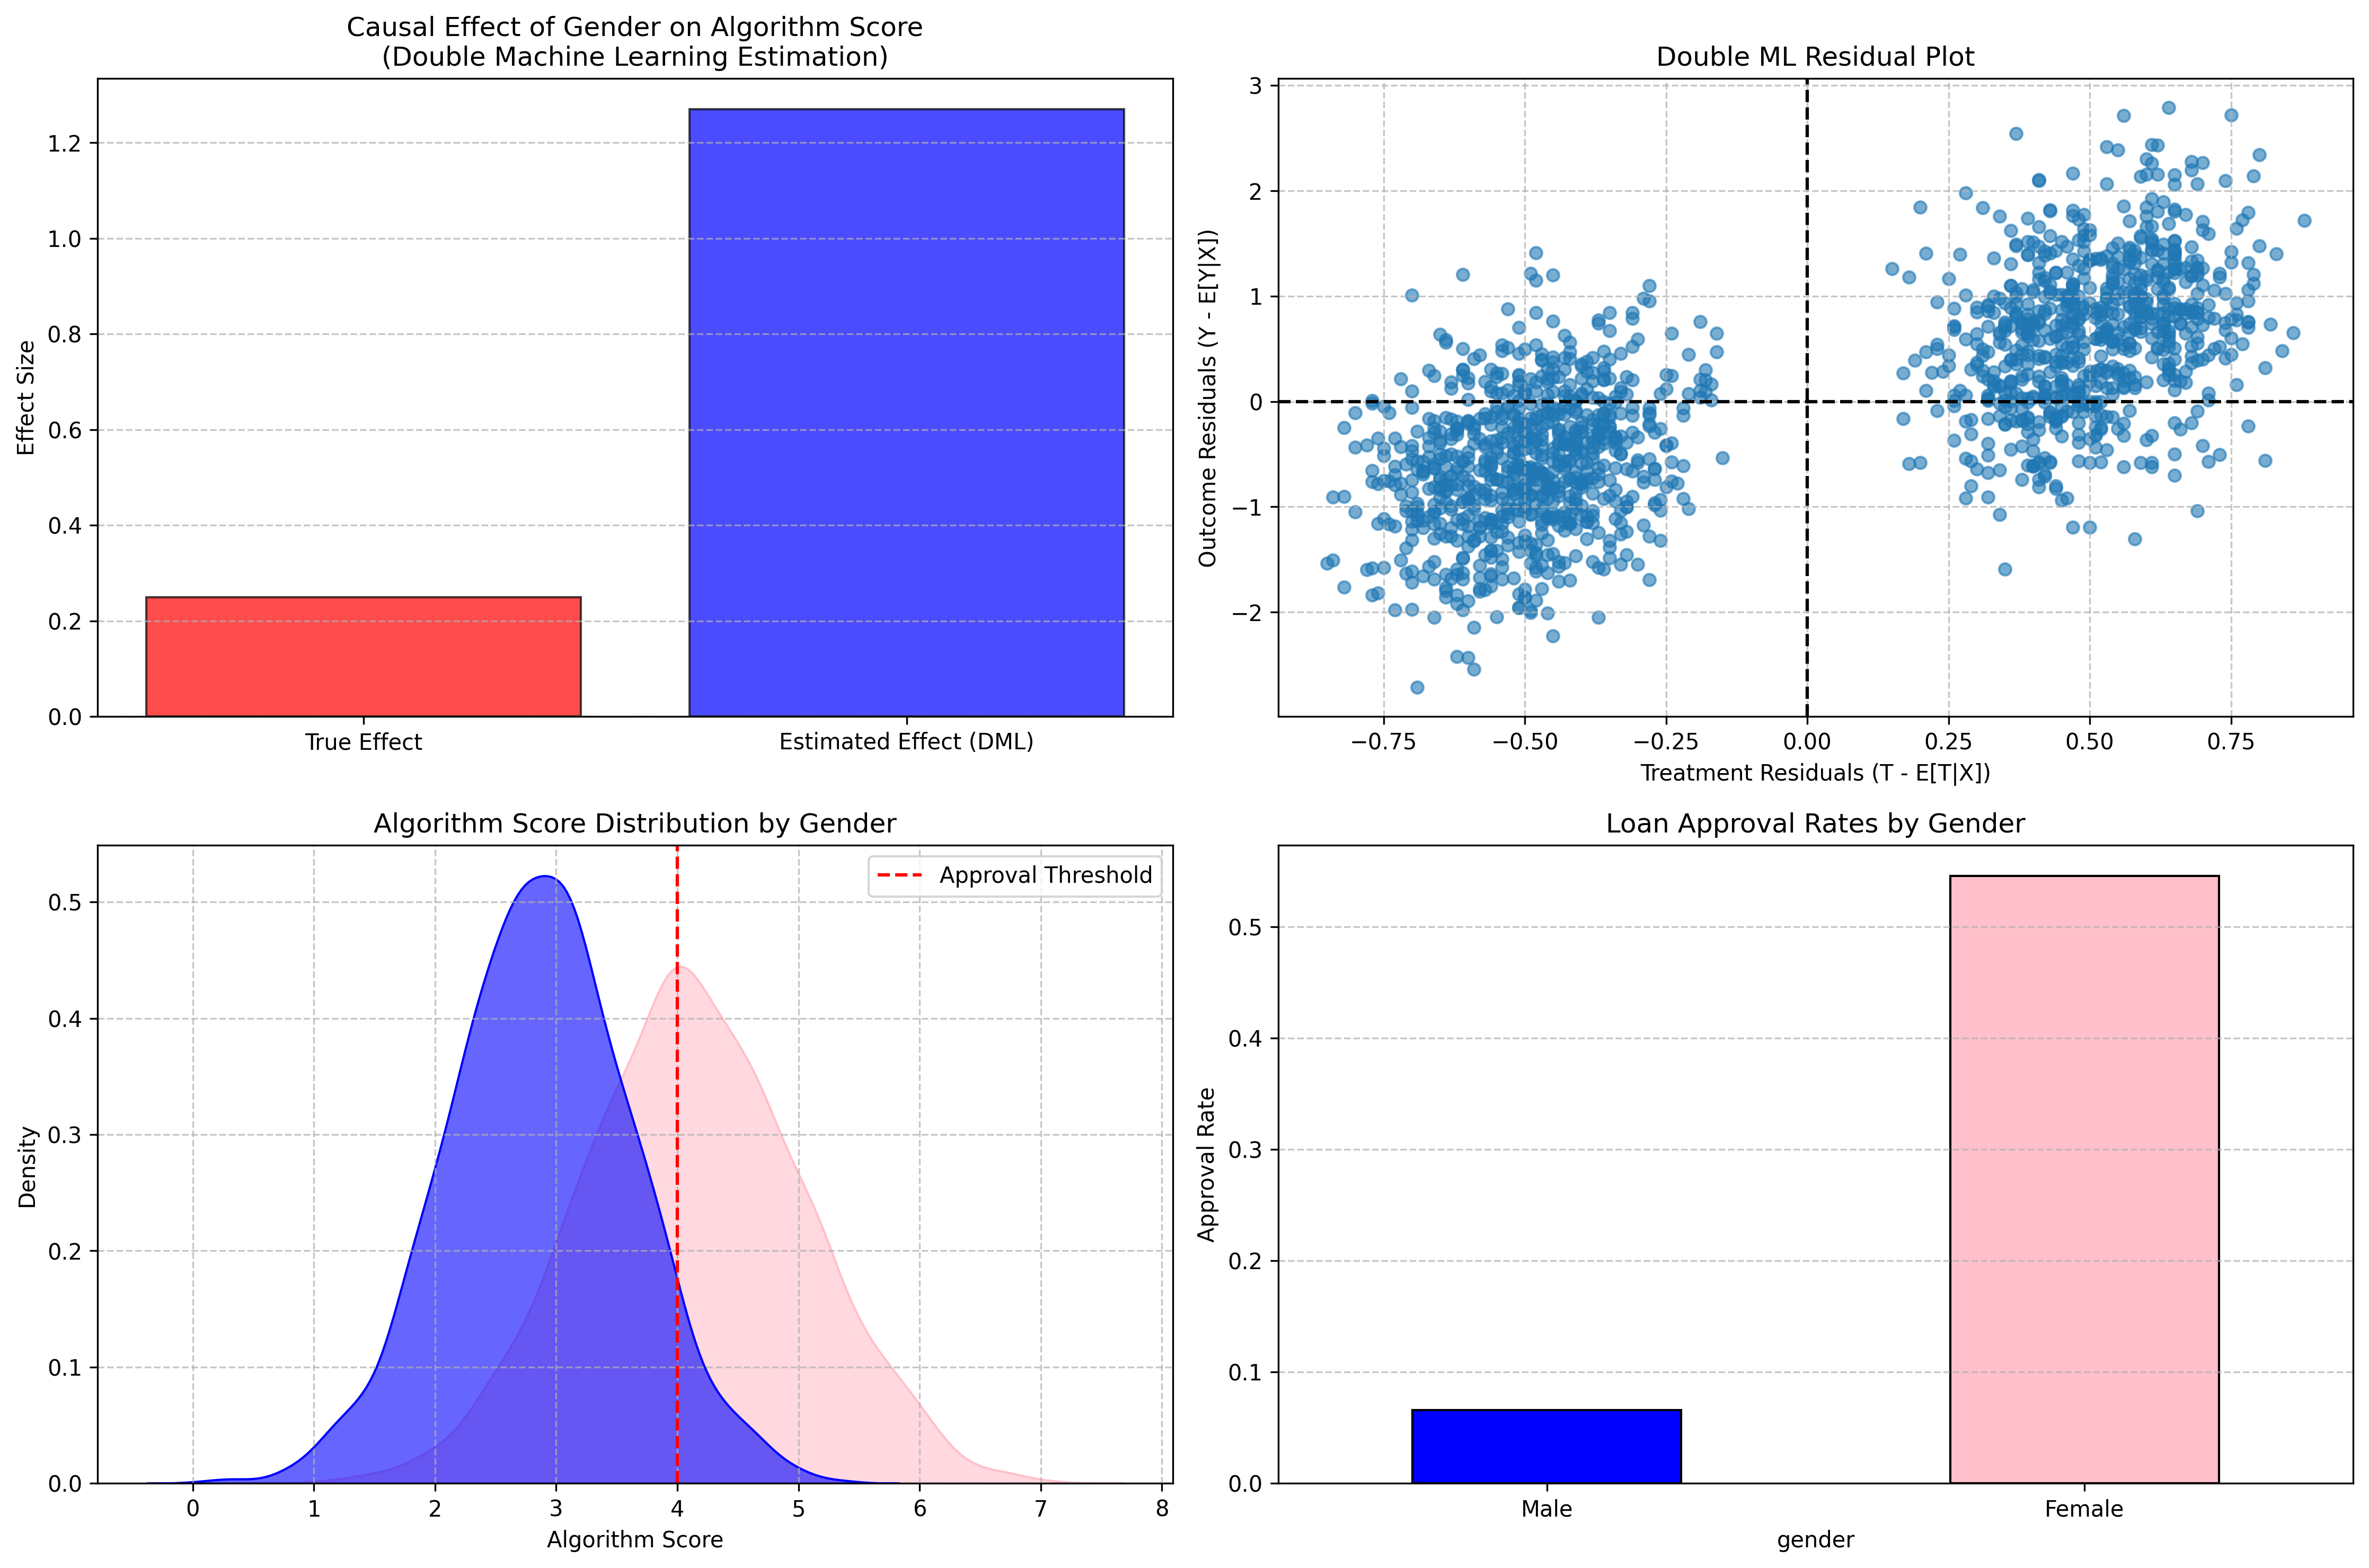 Causal Effect of Gender on Algorithm Score
(Double Machine Learning Estimation)
Effect Size
1.2
1.0
0.8
0.6
0.4
0.2
0.0
True Effect
Estimated Effect (DML)
Double ML Residual Plot
Outcome Residuals (Y - E[Y|X])
3
2
1
0
−1
−2
−0.75
−0.50
−0.25
0.00
0.25
0.50
0.75
Treatment Residuals (T - E[T|X])
Algorithm Score Distribution by Gender
Approval Threshold
Density
0.5
0.4
0.3
0.2
0.1
0.0
0
1
2
3
4
5
6
7
8
Algorithm Score
Loan Approval Rates by Gender
Approval Rate
0.5
0.4
0.3
0.2
0.1
0.0
Male
Female
gender